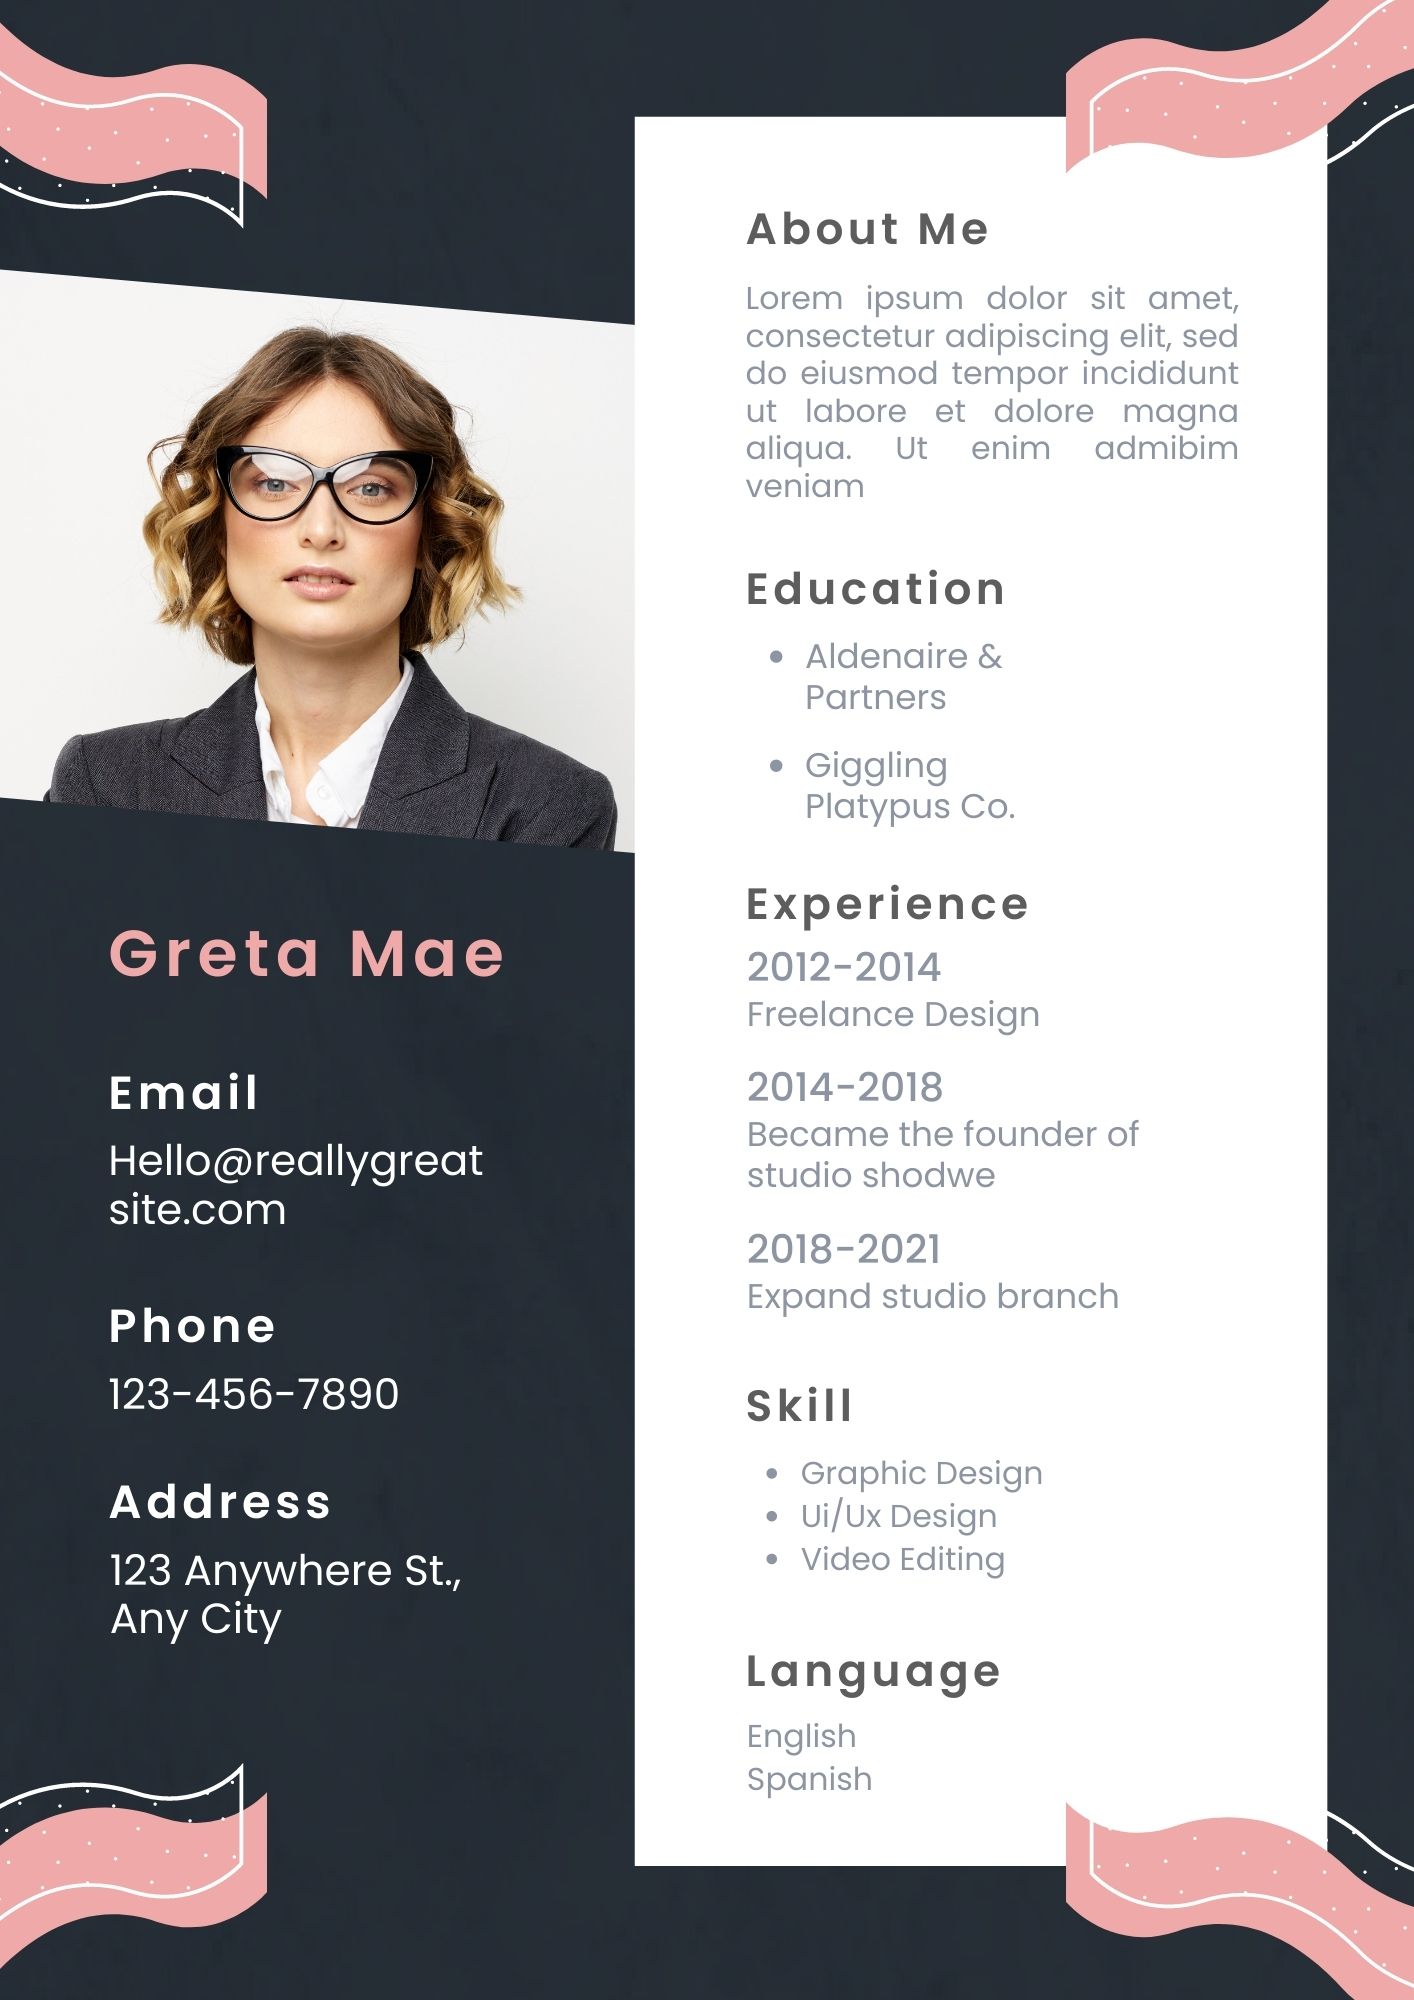 Greta Mae
Email
Hello@reallygreat
site.com
Phone
123-456-7890
Address
123 Anywhere St.,
Any City
About Me
Lorem ipsum dolor sit amet,
consectetur adipiscing elit, sed
do eiusmod tempor incididunt
ut labore et dolore magna
aliqua. Ut enim admibim
veniam
Education
• Aldenaire &
Partners
• Giggling
Platypus Co.
Experience
2012-2014
Freelance Design
2014-2018
Became the founder of
studio shodwe
2018-2021
Expand studio branch
Skill
• Graphic Design
• Ui/Ux Design
• Video Editing
Language
English
Spanish